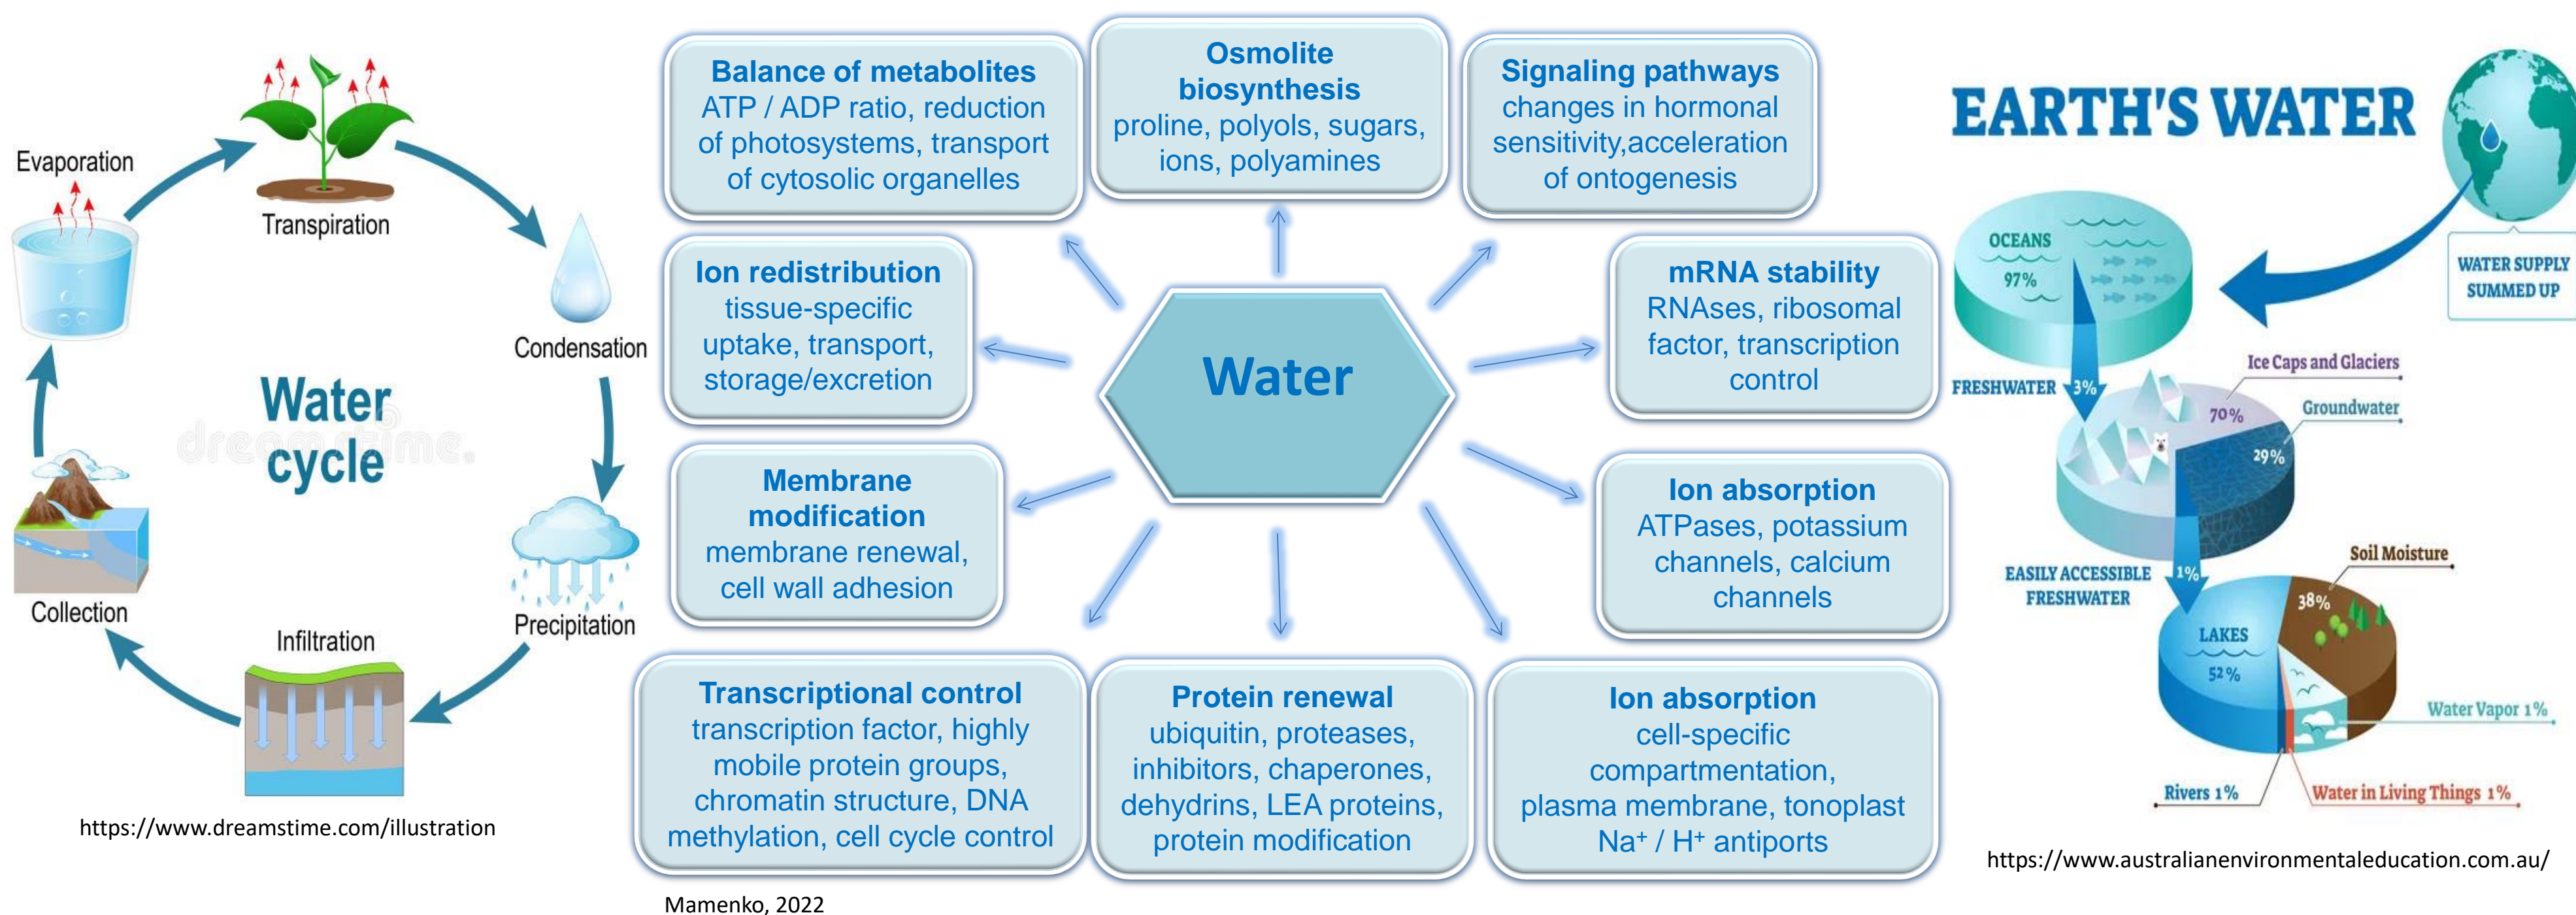 Evaporation
Transpiration
Condensation
Water
cycle
dreamstime.
Collection
Infiltration
Precipitation
https://www.dreamstime.com/illustration
Balance of metabolites
ATP / ADP ratio, reduction
of photosystems, transport
of cytosolic organelles
Osmolite
biosynthesis
proline, polyols, sugars,
ions, polyamines
Signaling pathways
changes in hormonal
sensitivity,acceleration
of ontogenesis
Ion redistribution
tissue-specific
uptake, transport,
storage/excretion
Water
mRNA stability
RNAses, ribosomal
factor, transcription
control
Membrane
modification
membrane renewal,
cell wall adhesion
Ion absorption
ATPases, potassium
channels, calcium
channels
Transcriptional control
transcription factor, highly
mobile protein groups,
chromatin structure, DNA
methylation, cell cycle control
Protein renewal
ubiquitin, proteases,
inhibitors, chaperones,
dehydrins, LEA proteins,
protein modification
Ion absorption
cell-specific
compartmentation,
plasma membrane, tonoplast
Na⁺ / H⁺ antiports
Mamenko, 2022
EARTH'S WATER
WATER SUPPLY
SUMMED UP
OCEANS
97%
FRESHWATER 3%
Ice Caps and Glaciers
70%
Groundwater
29%
EASILY ACCESSIBLE
FRESHWATER
1%
Soil Moisture
38%
LAKES
52%
Water Vapor 1%
Rivers 1%
Water in Living Things 1%
https://www.australianenvironmentaleducation.com.au/